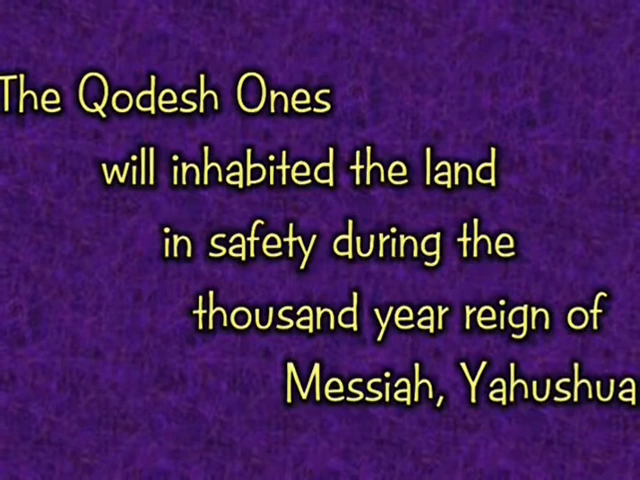 The Qodesh Ones
will inhabited the land
in safety during the
thousand year reign of
Messiah, Yahushua